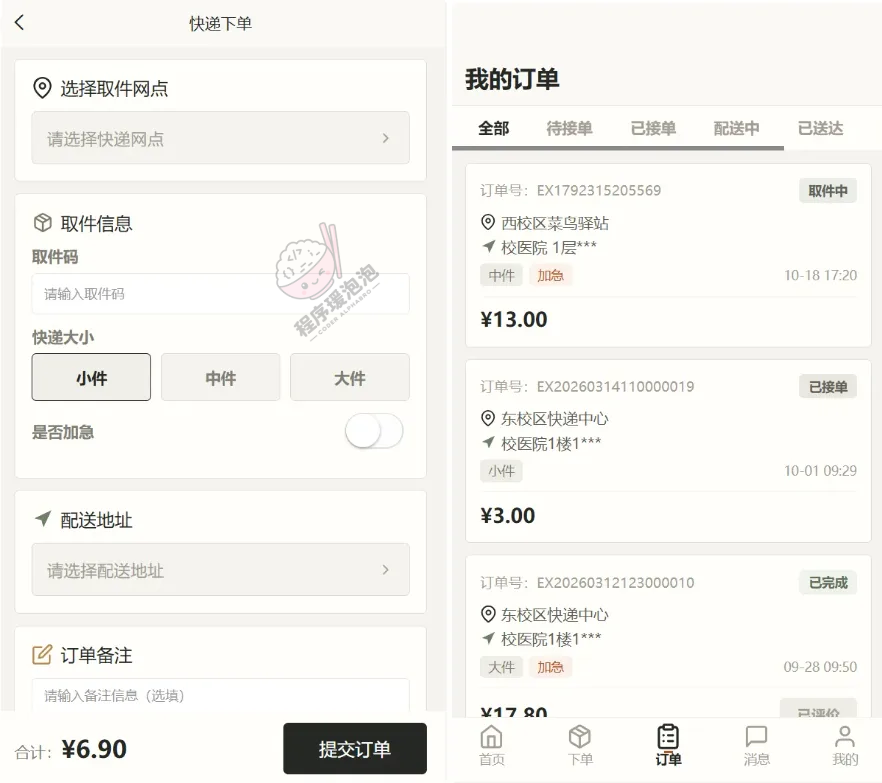 快递下单
选择取件网点
请选择快递网点
取件信息
取件码
请输入取件码
快递大小
小件 中件 大件
是否加急
配送地址
请选择配送地址
订单备注
请输入备注信息（选填）
合计: ¥6.90 提交订单
程序瑗泡泡
CODER ALPHABRO
我的订单
全部 待接单 已接单 配送中 已送达
订单号: EX1792315205569 取件中
西校区菜鸟驿站
校医院 1层***
中件 加急 10-18 17:20
¥13.00
订单号: EX20260314110000019 已接单
东校区快递中心
校医院1楼1***
小件 10-01 09:29
¥3.00
订单号: EX20260312123000010 已完成
东校区快递中心
校医院1楼1***
大件 加急 09-28 09:50
¥17.80 已评价
首页 下单 订单 消息 我的